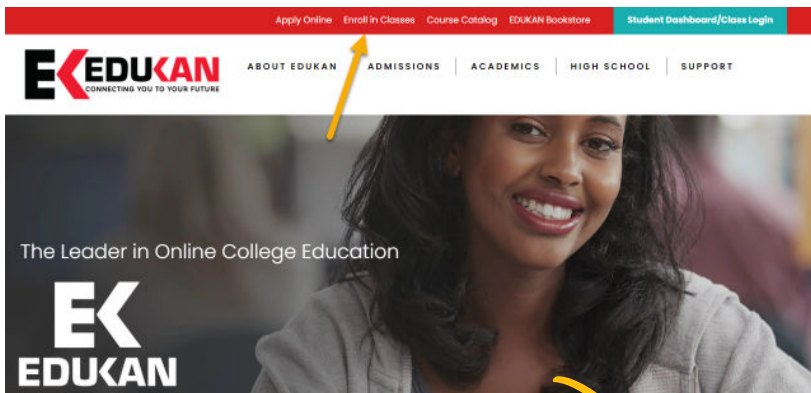 Apply Online Enroll in Classes Course Catalog EDUKAN Bookstore Student Dashboard/Class Login
EK EDUKAN
CONNECTING YOU TO YOUR FUTURE
ABOUT EDUKAN ADMISSIONS ACADEMICS HIGH SCHOOL SUPPORT
The Leader in Online College Education
EK
EDUKAN